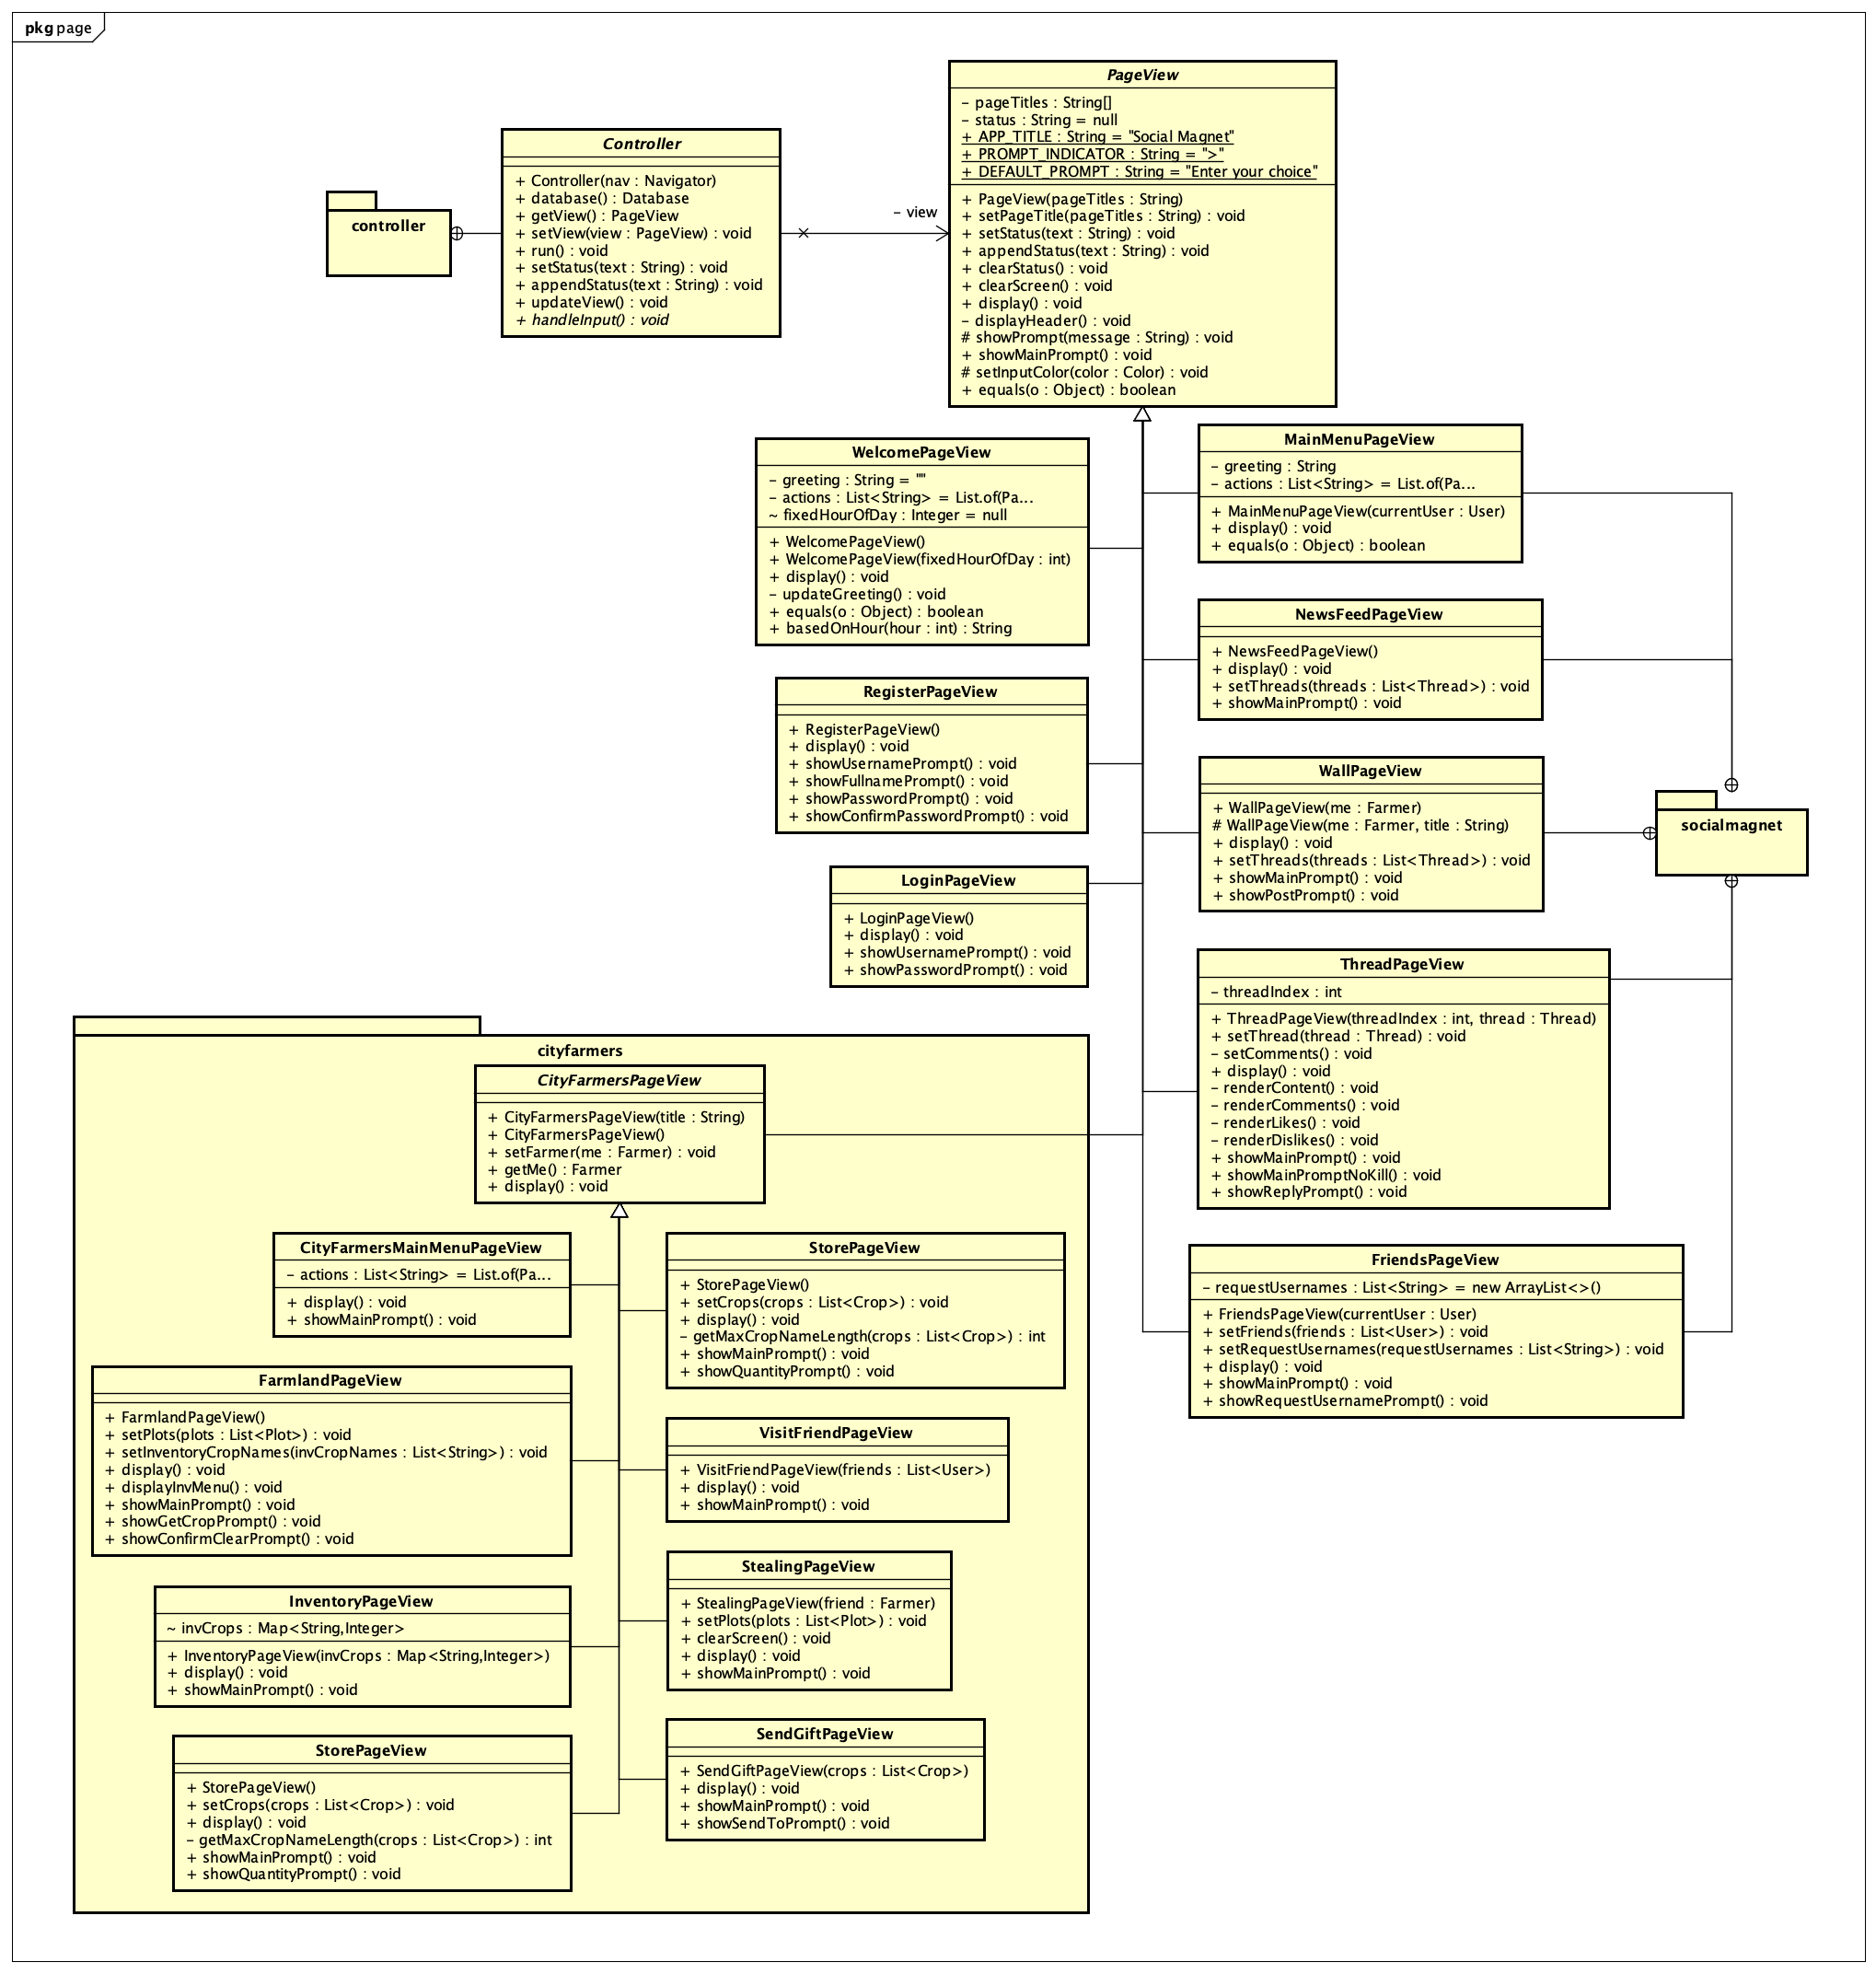 pkg page
PageView
– pageTitles : String[]
– status : String = null
+ APP_TITLE : String = "Social Magnet"
+ PROMPT_INDICATOR : String = ">"
+ DEFAULT_PROMPT : String = "Enter your choice"
+ PageView(pageTitles : String)
+ setPageTitle(pageTitles : String) : void
+ setStatus(text : String) : void
+ appendStatus(text : String) : void
+ clearStatus() : void
+ clearScreen() : void
+ display() : void
– displayHeader() : void
# showPrompt(message : String) : void
+ showMainPrompt() : void
# setInputColor(color : Color) : void
+ equals(o : Object) : boolean
Controller
+ Controller(nav : Navigator)
+ database() : Database
+ getView() : PageView
+ setView(view : PageView) : void
+ run() : void
+ setStatus(text : String) : void
+ appendStatus(text : String) : void
+ updateView() : void
+ handleInput() : void
controller
– view
WelcomePageView
– greeting : String = ""
– actions : List<String> = List.of(Pa...
~ fixedHourOfDay : Integer = null
+ WelcomePageView()
+ WelcomePageView(fixedHourOfDay : int)
+ display() : void
– updateGreeting() : void
+ equals(o : Object) : boolean
+ basedOnHour(hour : int) : String
MainMenuPageView
– greeting : String
– actions : List<String> = List.of(Pa...
+ MainMenuPageView(currentUser : User)
+ display() : void
+ equals(o : Object) : boolean
NewsFeedPageView
+ NewsFeedPageView()
+ display() : void
+ setThreads(threads : List<Thread>) : void
+ showMainPrompt() : void
RegisterPageView
+ RegisterPageView()
+ display() : void
+ showUsernamePrompt() : void
+ showFullnamePrompt() : void
+ showPasswordPrompt() : void
+ showConfirmPasswordPrompt() : void
WallPageView
+ WallPageView(me : Farmer)
# WallPageView(me : Farmer, title : String)
+ display() : void
+ setThreads(threads : List<Thread>) : void
+ showMainPrompt() : void
+ showPostPrompt() : void
socialmagnet
LoginPageView
+ LoginPageView()
+ display() : void
+ showUsernamePrompt() : void
+ showPasswordPrompt() : void
ThreadPageView
– threadIndex : int
+ ThreadPageView(threadIndex : int, thread : Thread)
+ setThread(thread : Thread) : void
– setComments() : void
+ display() : void
– renderContent() : void
– renderComments() : void
– renderLikes() : void
– renderDislikes() : void
+ showMainPrompt() : void
+ showMainPromptNoKill() : void
+ showReplyPrompt() : void
FriendsPageView
– requestUsernames : List<String> = new ArrayList<>()
+ FriendsPageView(currentUser : User)
+ setFriends(friends : List<User>) : void
+ setRequestUsernames(requestUsernames : List<String>) : void
+ display() : void
+ showMainPrompt() : void
+ showRequestUsernamePrompt() : void
cityfarmers
CityFarmersPageView
+ CityFarmersPageView(title : String)
+ CityFarmersPageView()
+ setFarmer(me : Farmer) : void
+ getMe() : Farmer
+ display() : void
CityFarmersMainMenuPageView
– actions : List<String> = List.of(Pa...
+ display() : void
+ showMainPrompt() : void
StorePageView
+ StorePageView()
+ setCrops(crops : List<Crop>) : void
+ display() : void
– getMaxCropNameLength(crops : List<Crop>) : int
+ showMainPrompt() : void
+ showQuantityPrompt() : void
FarmlandPageView
+ FarmlandPageView()
+ setPlots(plots : List<Plot>) : void
+ setInventoryCropNames(invCropNames : List<String>) : void
+ display() : void
+ displayInvMenu() : void
+ showMainPrompt() : void
+ showGetCropPrompt() : void
+ showConfirmClearPrompt() : void
VisitFriendPageView
+ VisitFriendPageView(friends : List<User>)
+ display() : void
+ showMainPrompt() : void
StealingPageView
+ StealingPageView(friend : Farmer)
+ setPlots(plots : List<Plot>) : void
+ clearScreen() : void
+ display() : void
+ showMainPrompt() : void
InventoryPageView
~ invCrops : Map<String,Integer>
+ InventoryPageView(invCrops : Map<String,Integer>)
+ display() : void
+ showMainPrompt() : void
SendGiftPageView
+ SendGiftPageView(crops : List<Crop>)
+ display() : void
+ showMainPrompt() : void
+ showSendToPrompt() : void
StorePageView
+ StorePageView()
+ setCrops(crops : List<Crop>) : void
+ display() : void
– getMaxCropNameLength(crops : List<Crop>) : int
+ showMainPrompt() : void
+ showQuantityPrompt() : void